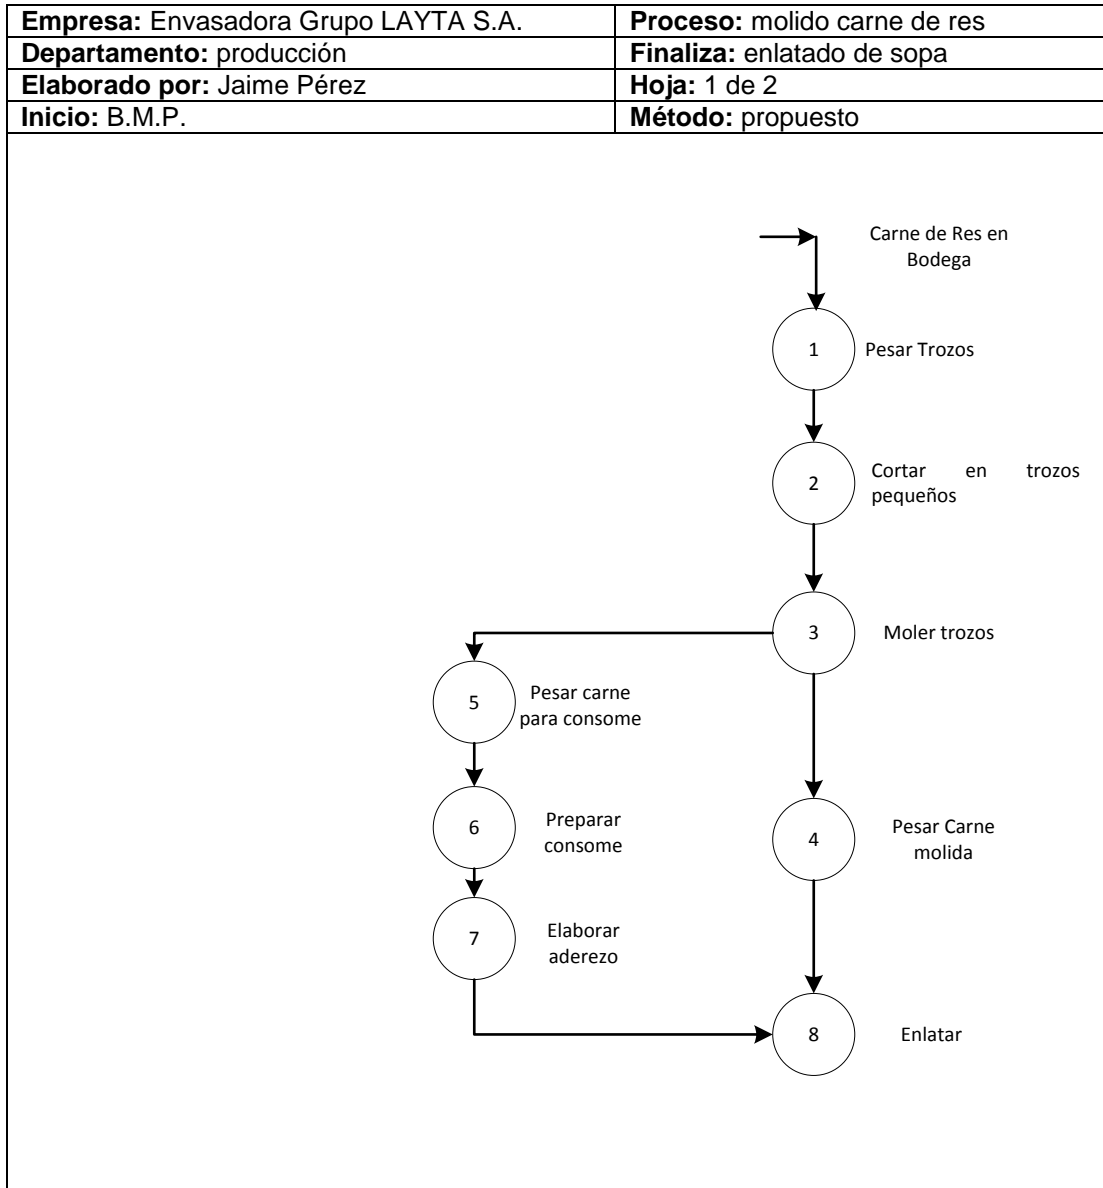 Empresa: Envasadora Grupo LAYTA S.A.
Proceso: molido carne de res
Departamento: producción
Finaliza: enlatado de sopa
Elaborado por: Jaime Pérez
Hoja: 1 de 2
Inicio: B.M.P.
Método: propuesto
Carne de Res en
Bodega
1
Pesar Trozos
2
Cortar en trozos
pequeños
3
Moler trozos
5
Pesar carne
para consome
6
Preparar
consome
4
Pesar Carne
molida
7
Elaborar
aderezo
8
Enlatar